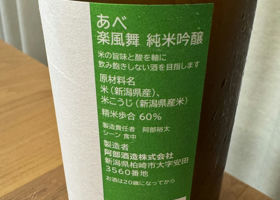 あべ
楽風舞 純米吟醸
米の旨味と酸を軸に
飲み飽きしない酒を目指します
原材料名
米（新潟県産）、
米こうじ（新潟県産米）
精米歩合 60%
製造責任者 阿部裕太
シーン 食中
製造者
阿部酒造株式会社
新潟県柏崎市大字安田
3560番地
お酒は20歳になってから